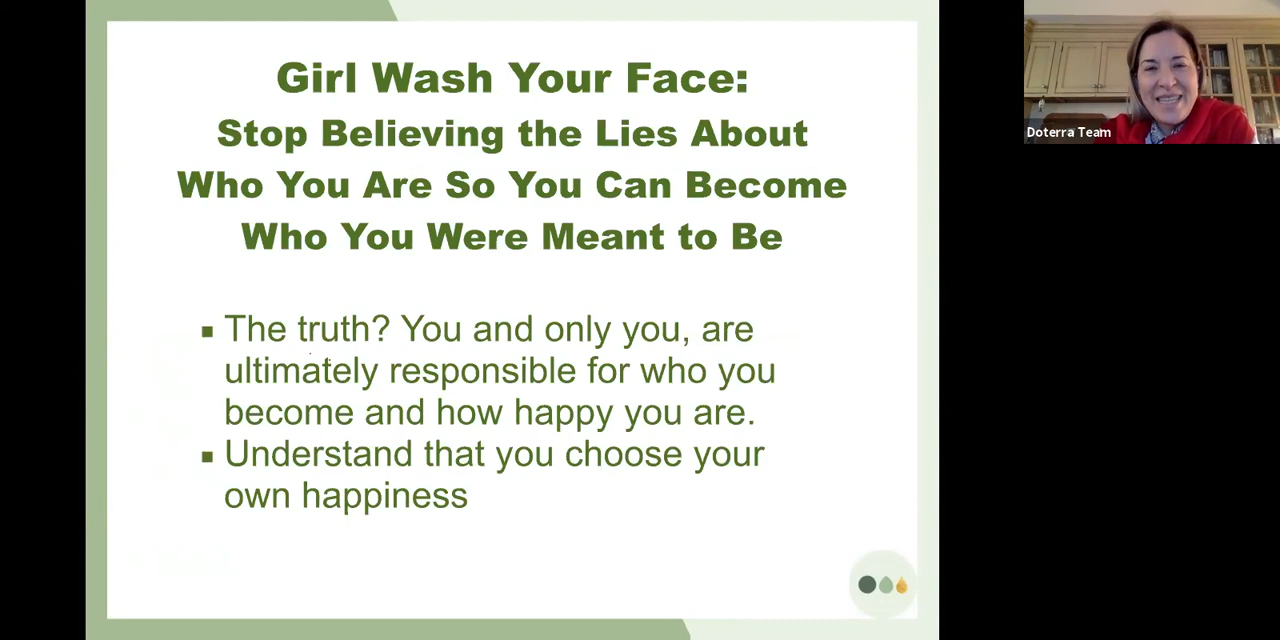 Girl Wash Your Face:
Stop Believing the Lies About
Who You Are So You Can Become
Who You Were Meant to Be
▪ The truth? You and only you, are
ultimately responsible for who you
become and how happy you are.
▪ Understand that you choose your
own happiness
Doterra Team